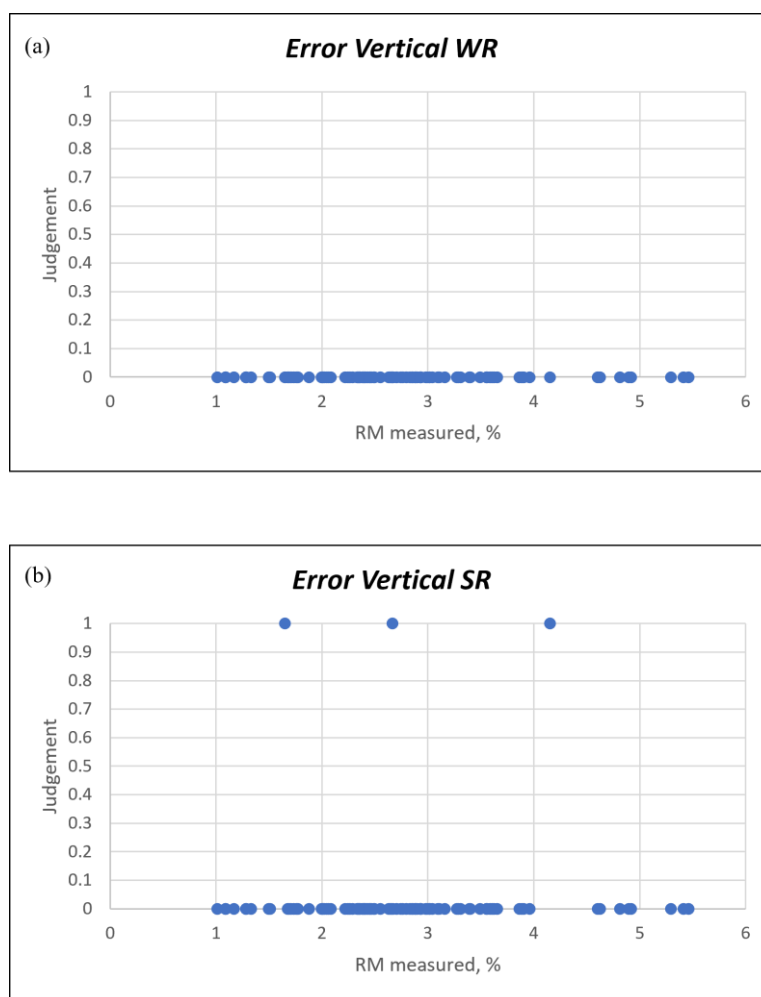 (a)
Error Vertical WR
1
0.9
0.8
0.7
0.6
0.5
0.4
0.3
0.2
0.1
0
Judgement
0 1 2 3 4 5 6
RM measured, %
(b)
Error Vertical SR
1
0.9
0.8
0.7
0.6
0.5
0.4
0.3
0.2
0.1
0
Judgement
0 1 2 3 4 5 6
RM measured, %